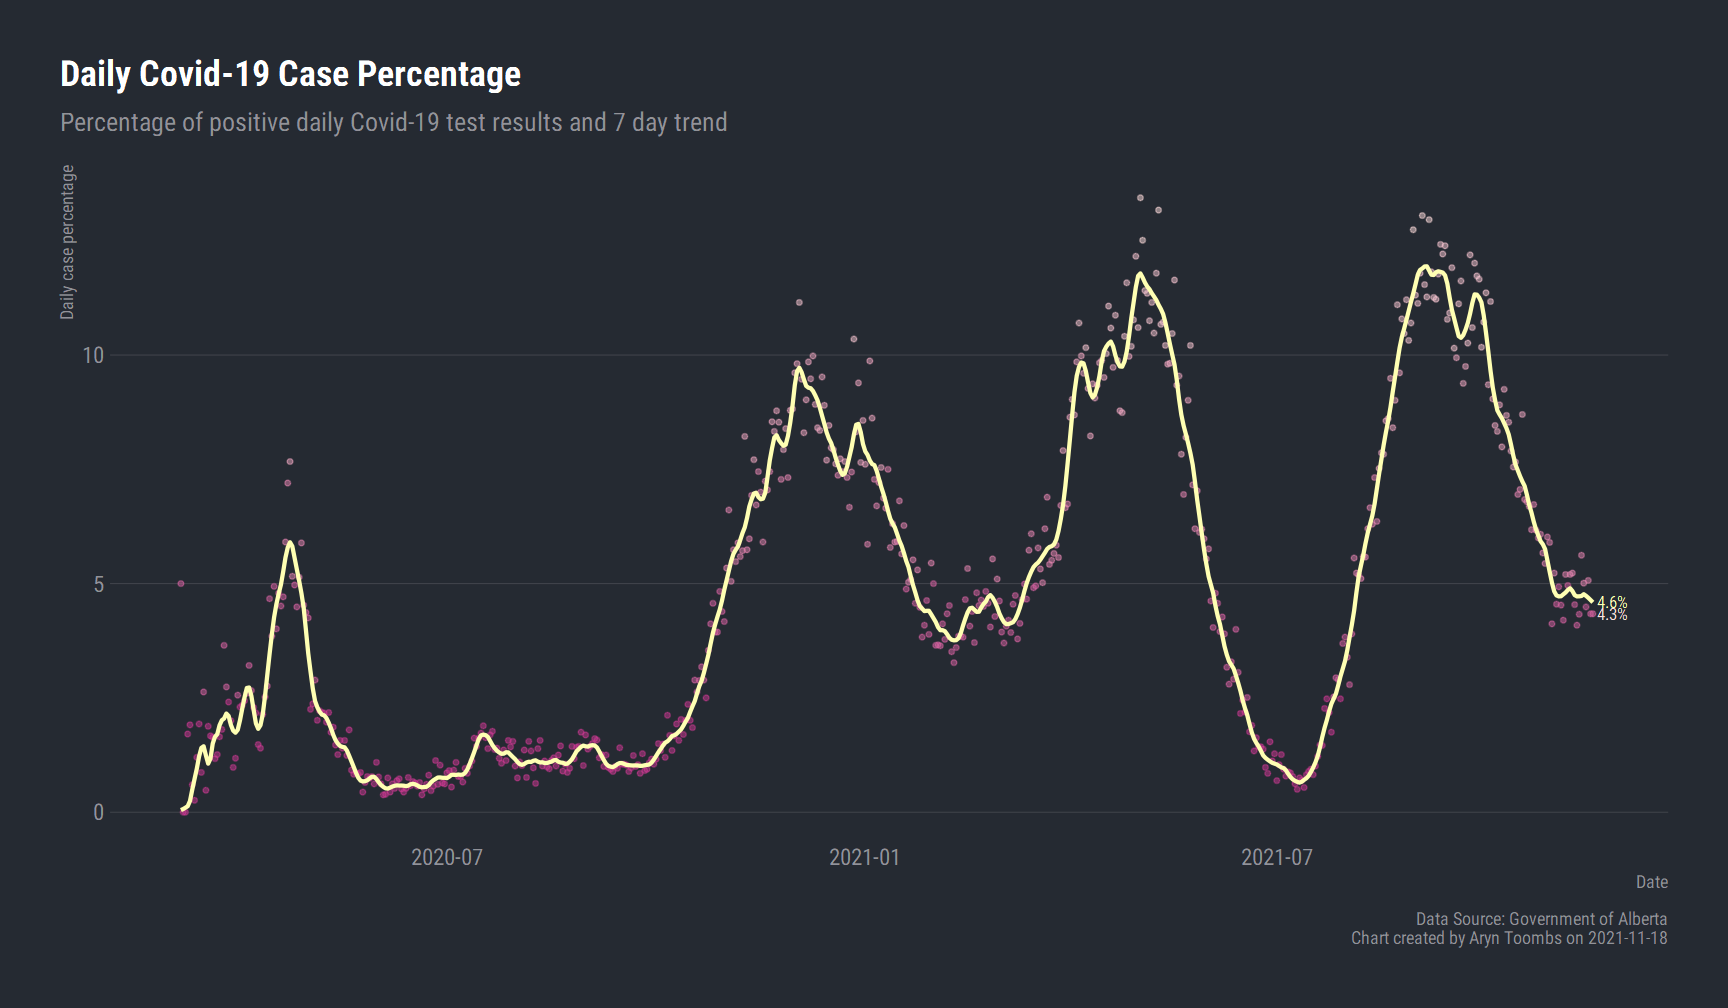 Daily Covid-19 Case Percentage
Percentage of positive daily Covid-19 test results and 7 day trend
Daily case percentage
10
5
0
4.6%
4.3%
2020-07
2021-01
2021-07
Date
Data Source: Government of Alberta
Chart created by Aryn Toombs on 2021-11-18